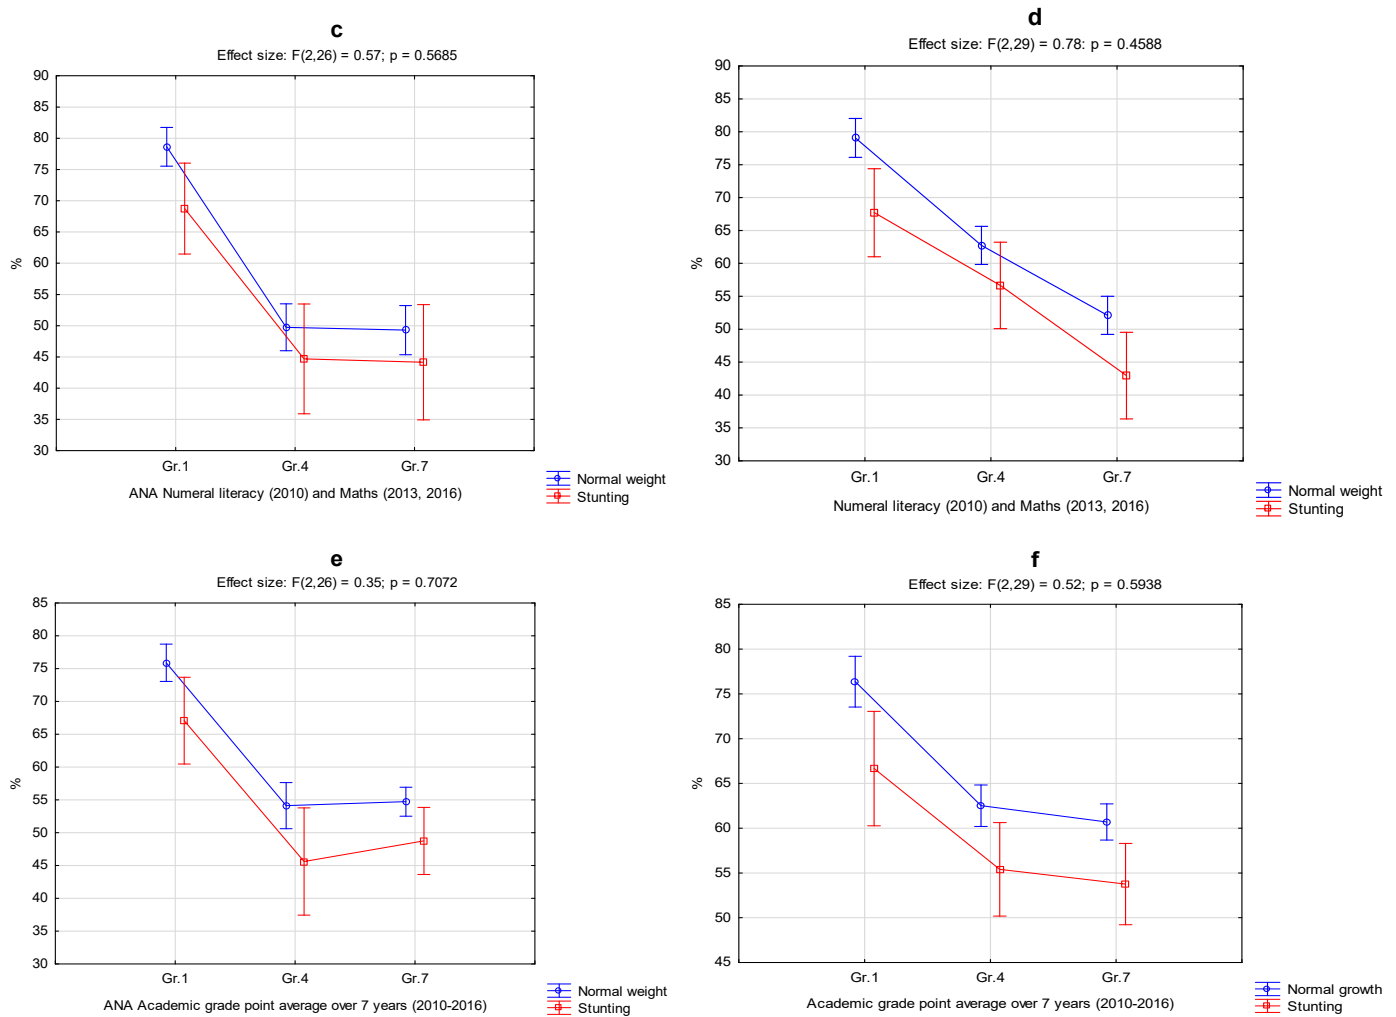 c
Effect size: F(2,26) = 0.57; p = 0.5685
90
85
80
75
70
65
60
55
50
45
40
35
30
%
Gr.1 Gr.4 Gr.7
ANA Numeral literacy (2010) and Maths (2013, 2016)
Normal weight
Stunting
d
Effect size: F(2,29) = 0.78: p = 0.4588
90
85
80
75
70
65
60
55
50
45
40
35
30
%
Gr.1 Gr.4 Gr.7
Numeral literacy (2010) and Maths (2013, 2016)
Normal weight
Stunting
e
Effect size: F(2,26) = 0.35; p = 0.7072
85
80
75
70
65
60
55
50
45
40
35
30
%
Gr.1 Gr.4 Gr.7
ANA Academic grade point average over 7 years (2010-2016)
Normal weight
Stunting
f
Effect size: F(2,29) = 0.52; p = 0.5938
85
80
75
70
65
60
55
50
45
%
Gr.1 Gr.4 Gr.7
Academic grade point average over 7 years (2010-2016)
Normal growth
Stunting